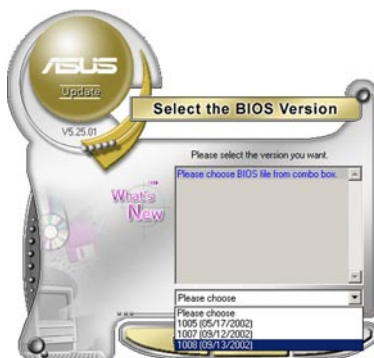 ASUS
Update
V5.25.01
Select the BIOS Version
Please select the version you want.
Please choose BIOS file from combo box.
What's
New
Please choose
Please choose
1005 (05/17/2002)
1007 (09/12/2002)
1008 (09/13/2002)